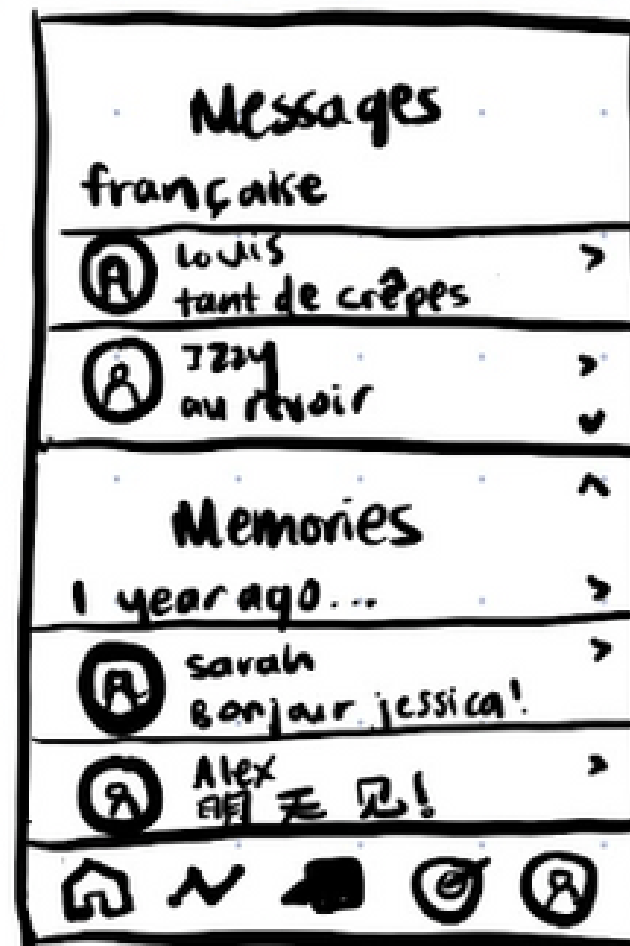 Messages
françake
Louis
tant de crêpes
Izzy
au revoir
Memories
1 year ago...
sarah
Bonjour jessica!
Alex
明天见!